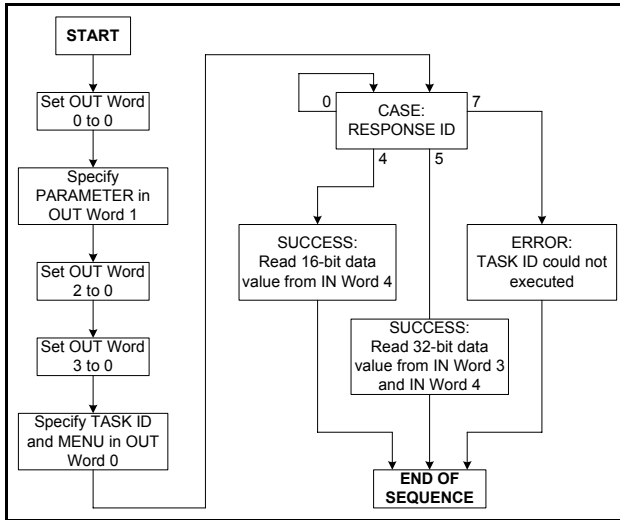 START
Set OUT Word
0 to 0
Specify
PARAMETER in
OUT Word 1
Set OUT Word
2 to 0
Set OUT Word
3 to 0
Specify TASK ID
and MENU in OUT
Word 0
0
CASE:
RESPONSE ID
7
4
5
SUCCESS:
Read 16-bit data
value from IN Word 4
ERROR:
TASK ID could not
executed
SUCCESS:
Read 32-bit data
value from IN Word 3
and IN Word 4
END OF
SEQUENCE